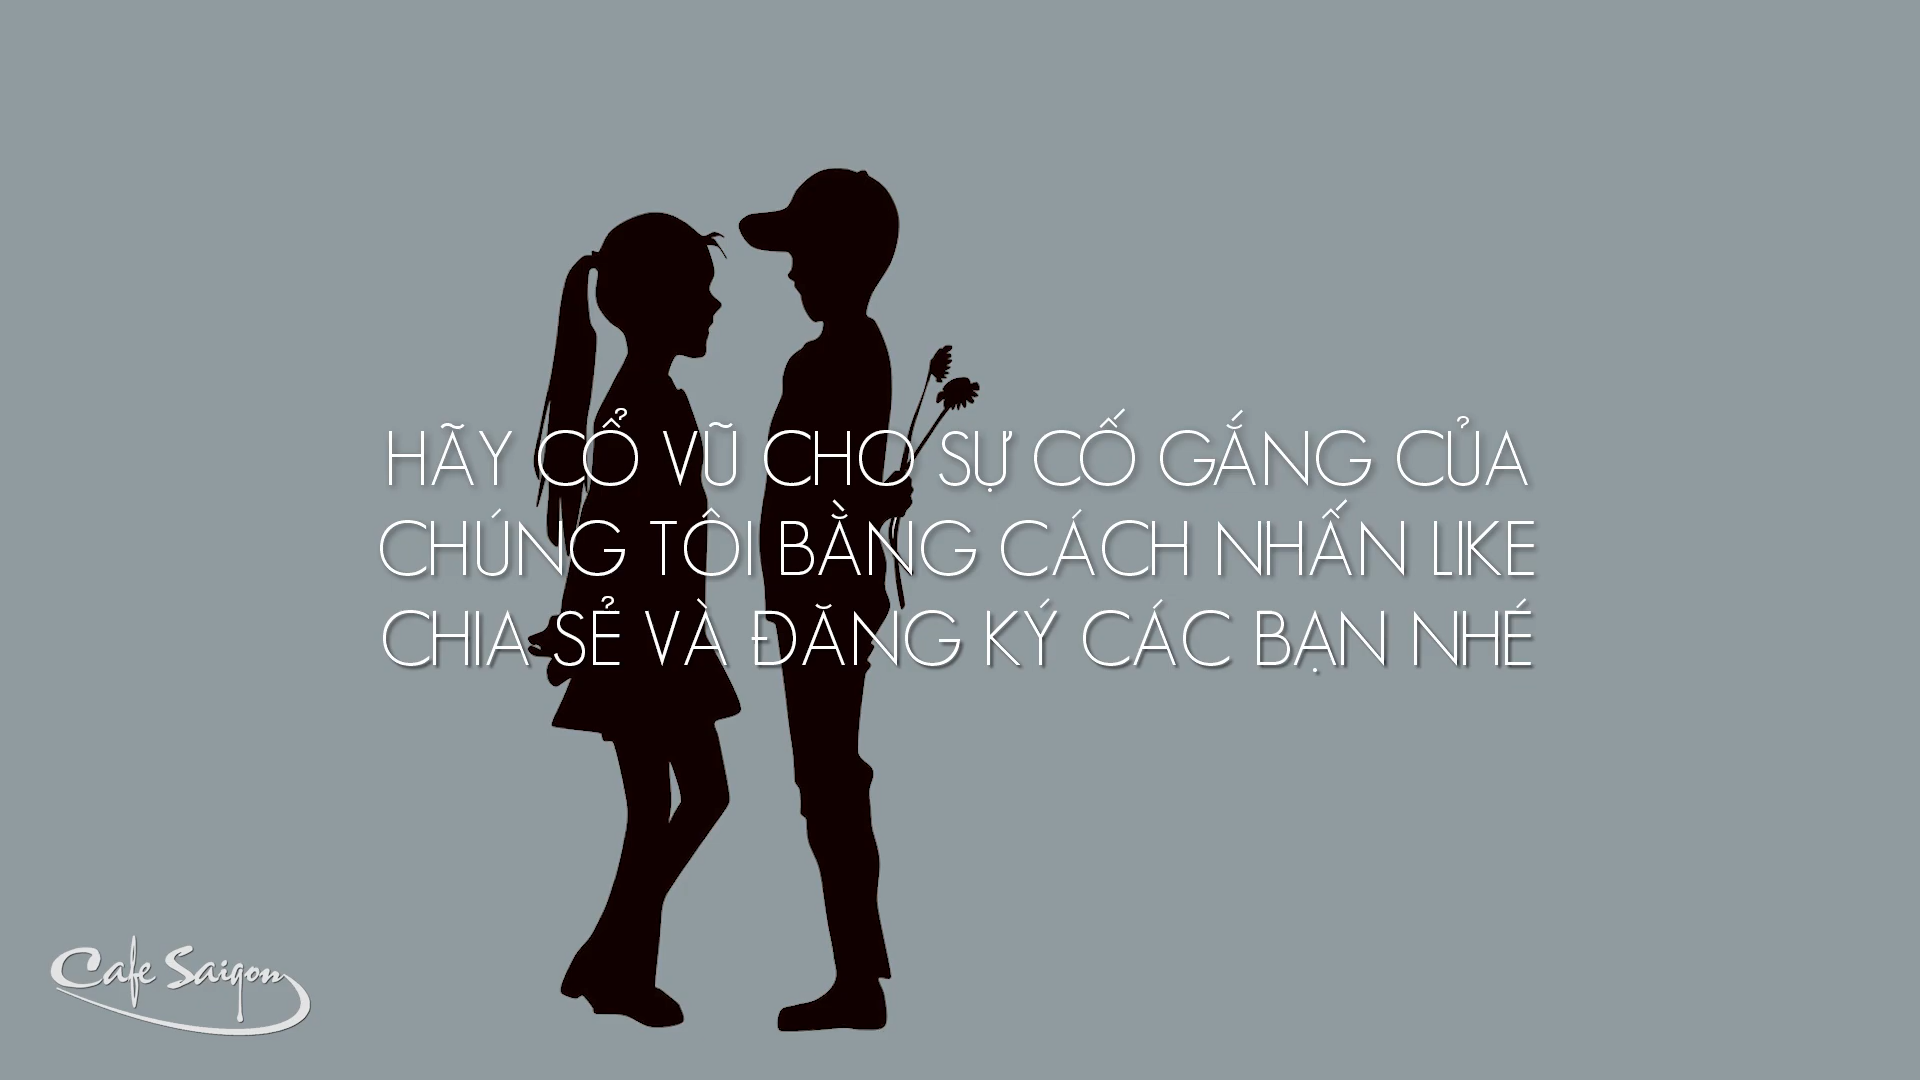 HÃY CỔ VŨ CHO SỰ CỐ GẮNG CỦA
CHÚNG TÔI BẰNG CÁCH NHẤN LIKE
CHIA SẺ VÀ ĐĂNG KÝ CÁC BẠN NHÉ
Cafe Saigon